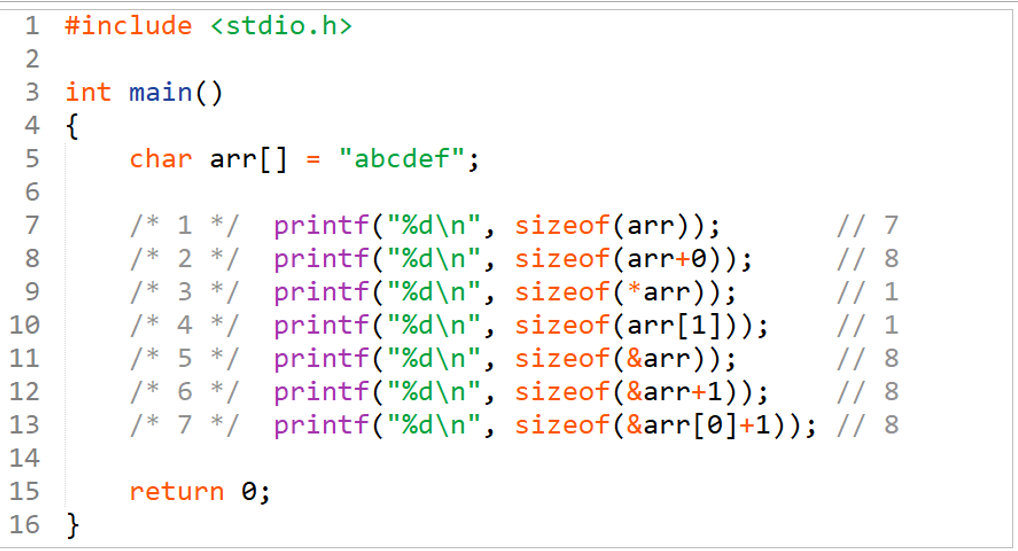 1 #include <stdio.h>
2
3 int main()
4 {
5     char arr[] = "abcdef";
6
7     /* 1 */  printf("%d\n", sizeof(arr));       // 7
8     /* 2 */  printf("%d\n", sizeof(arr+0));     // 8
9     /* 3 */  printf("%d\n", sizeof(*arr));      // 1
10     /* 4 */  printf("%d\n", sizeof(arr[1]));    // 1
11     /* 5 */  printf("%d\n", sizeof(&arr));      // 8
12     /* 6 */  printf("%d\n", sizeof(&arr+1));    // 8
13     /* 7 */  printf("%d\n", sizeof(&arr[0]+1)); // 8
14
15     return 0;
16 }